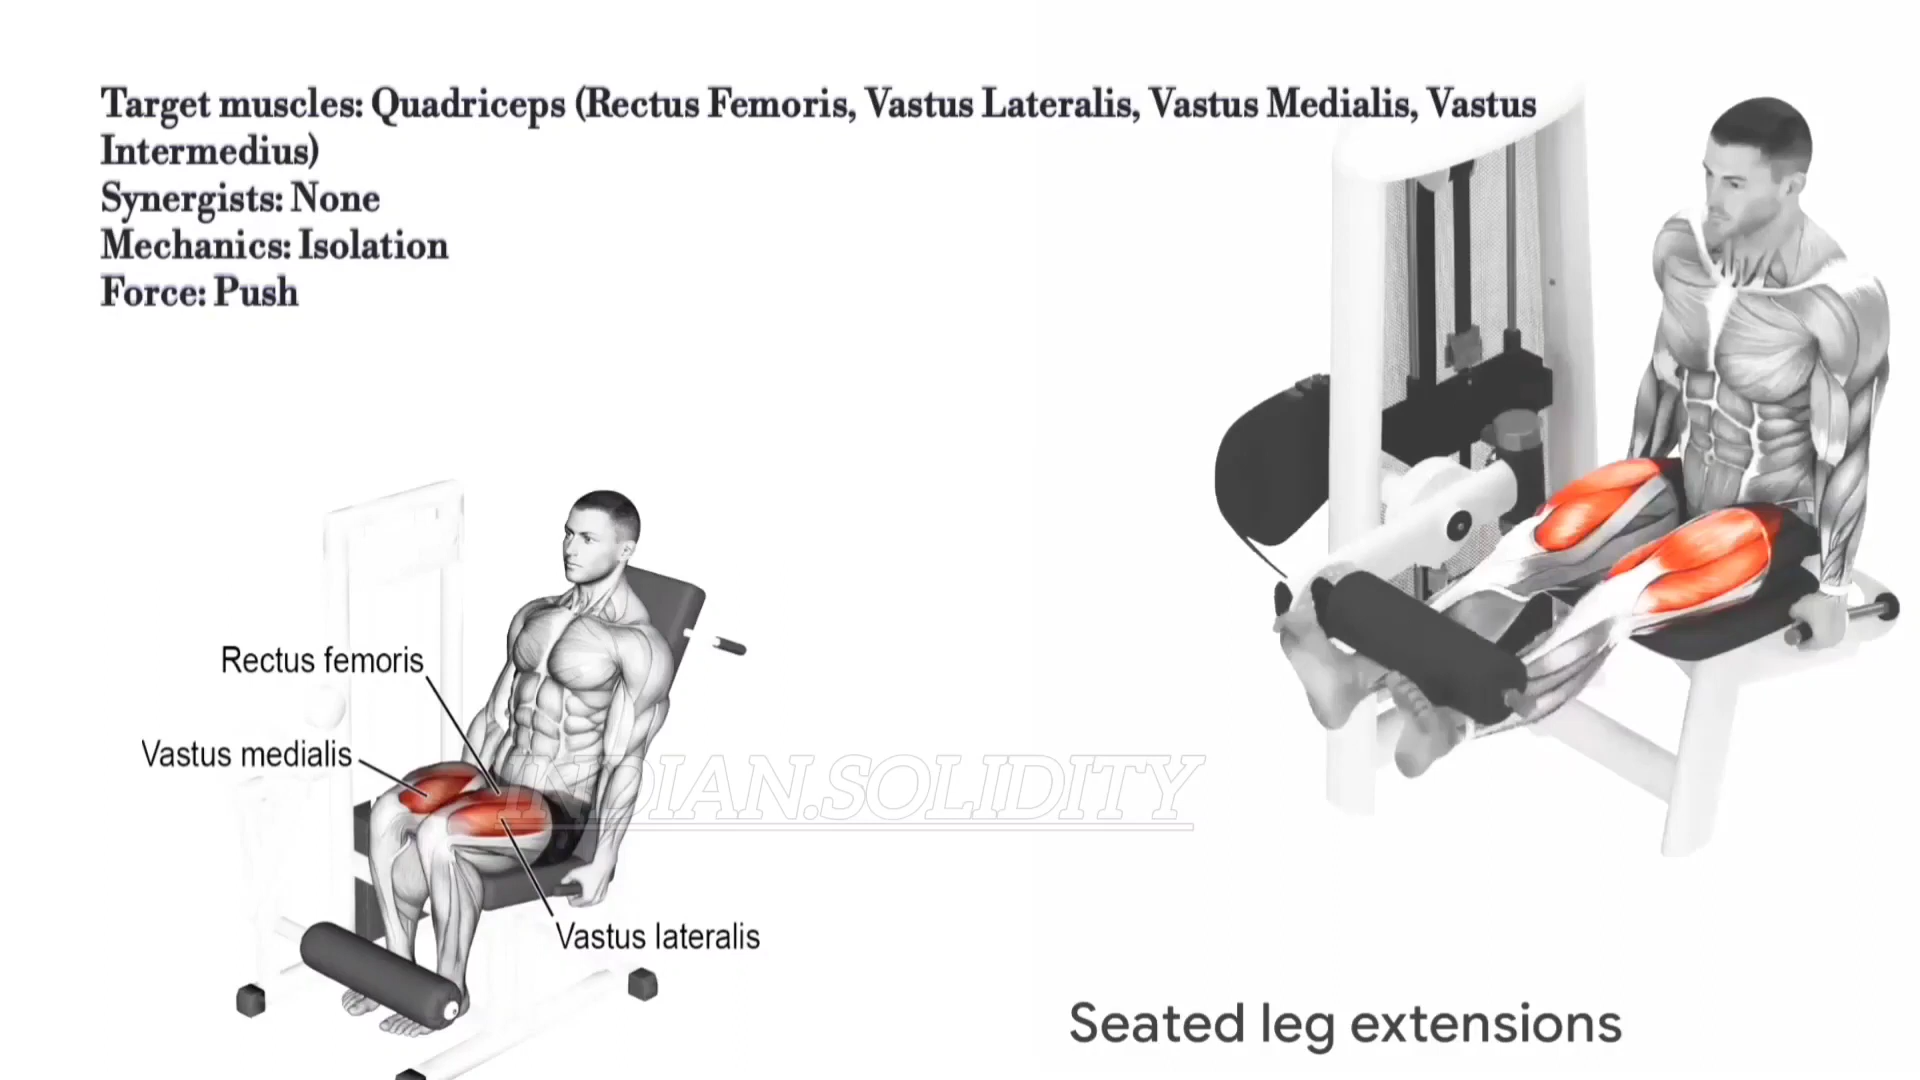 Target muscles: Quadriceps (Rectus Femoris, Vastus Lateralis, Vastus Medialis, Vastus
Intermedius)
Synergists: None
Mechanics: Isolation
Force: Push
Rectus femoris
Vastus medialis
INDIAN.SOLIDITY
Vastus lateralis
Seated leg extensions